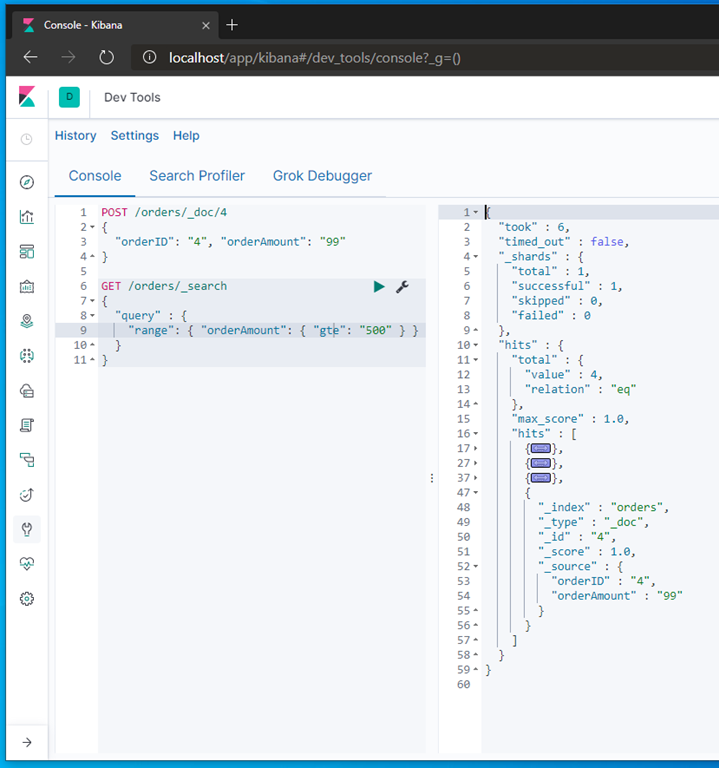 Console - Kibana
localhost/app/kibana#/dev_tools/console?_g=()
D
Dev Tools
History Settings Help
Console Search Profiler Grok Debugger
1 POST /orders/_doc/4
2 {
3 "orderID": "4", "orderAmount": "99"
4 }
5
6 GET /orders/_search
7 {
8 "query" : {
9 "range": { "orderAmount": { "gte": "500" } }
10 }
11 }
1 {
2 "took" : 6,
3 "timed_out" : false,
4 "_shards" : {
5 "total" : 1,
6 "successful" : 1,
7 "skipped" : 0,
8 "failed" : 0
9 },
10 "hits" : {
11 "total" : {
12 "value" : 4,
13 "relation" : "eq"
14 },
15 "max_score" : 1.0,
16 "hits" : [
17 {},
27 {},
37 {},
47 {
48 "_index" : "orders",
49 "_type" : "_doc",
50 "_id" : "4",
51 "_score" : 1.0,
52 "_source" : {
53 "orderID" : "4",
54 "orderAmount" : "99"
55 }
56 }
57 ]
58 }
59 }
60